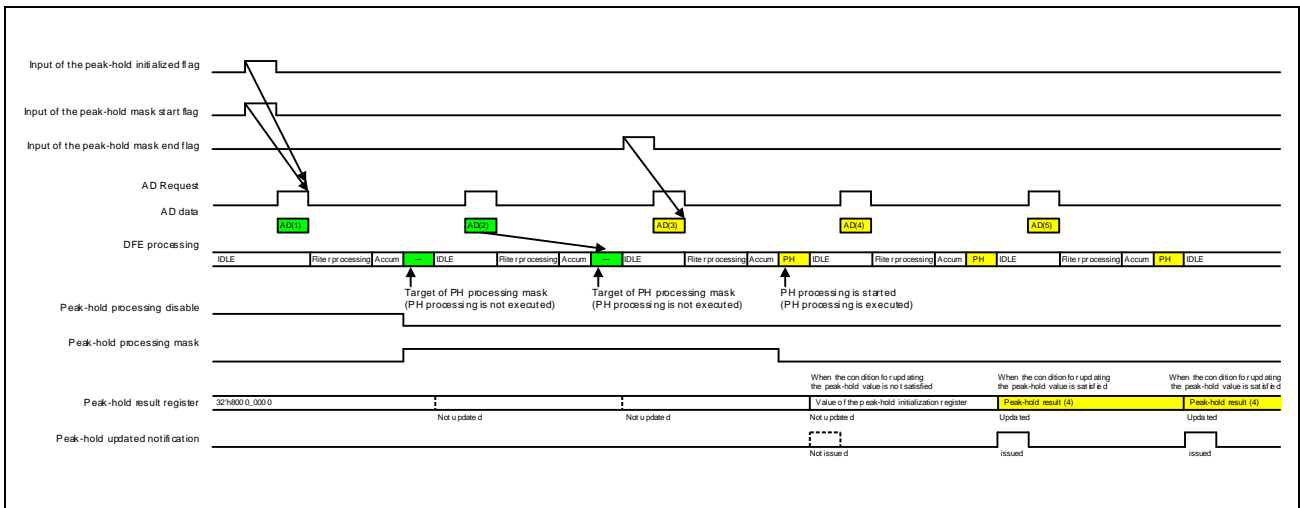 Input of the peak-hold initialized flag
Input of the peak-hold mask start flag
Input of the peak-hold mask end flag
AD Request
AD data
AD(1) AD(2) AD(3) AD(4) AD(5)
DFE processing
IDLE Fliter processing Accum — IDLE Fliter processing Accum — IDLE Fliter processing Accum PH IDLE Fliter processing Accum PH IDLE Fliter processing Accum PH IDLE
Target of PH processing mask Target of PH processing mask PH processing is started
(PH processing is not executed) (PH processing is not executed) (PH processing is executed)
Peak-hold processing disable
Peak-hold processing mask
When the condition for updating When the condition for updating When the condition for updating
the peak-hold value is not satisfied the peak-hold value is satisfied the peak-hold value is satisfied
Peak-hold result register 32'h8000_0000 Value of the peak-hold initialization register Peak-hold result (4) Peak-hold result (4)
Not updated Not updated Not updated Updated Updated
Peak-hold updated notification
Not issued issued issued